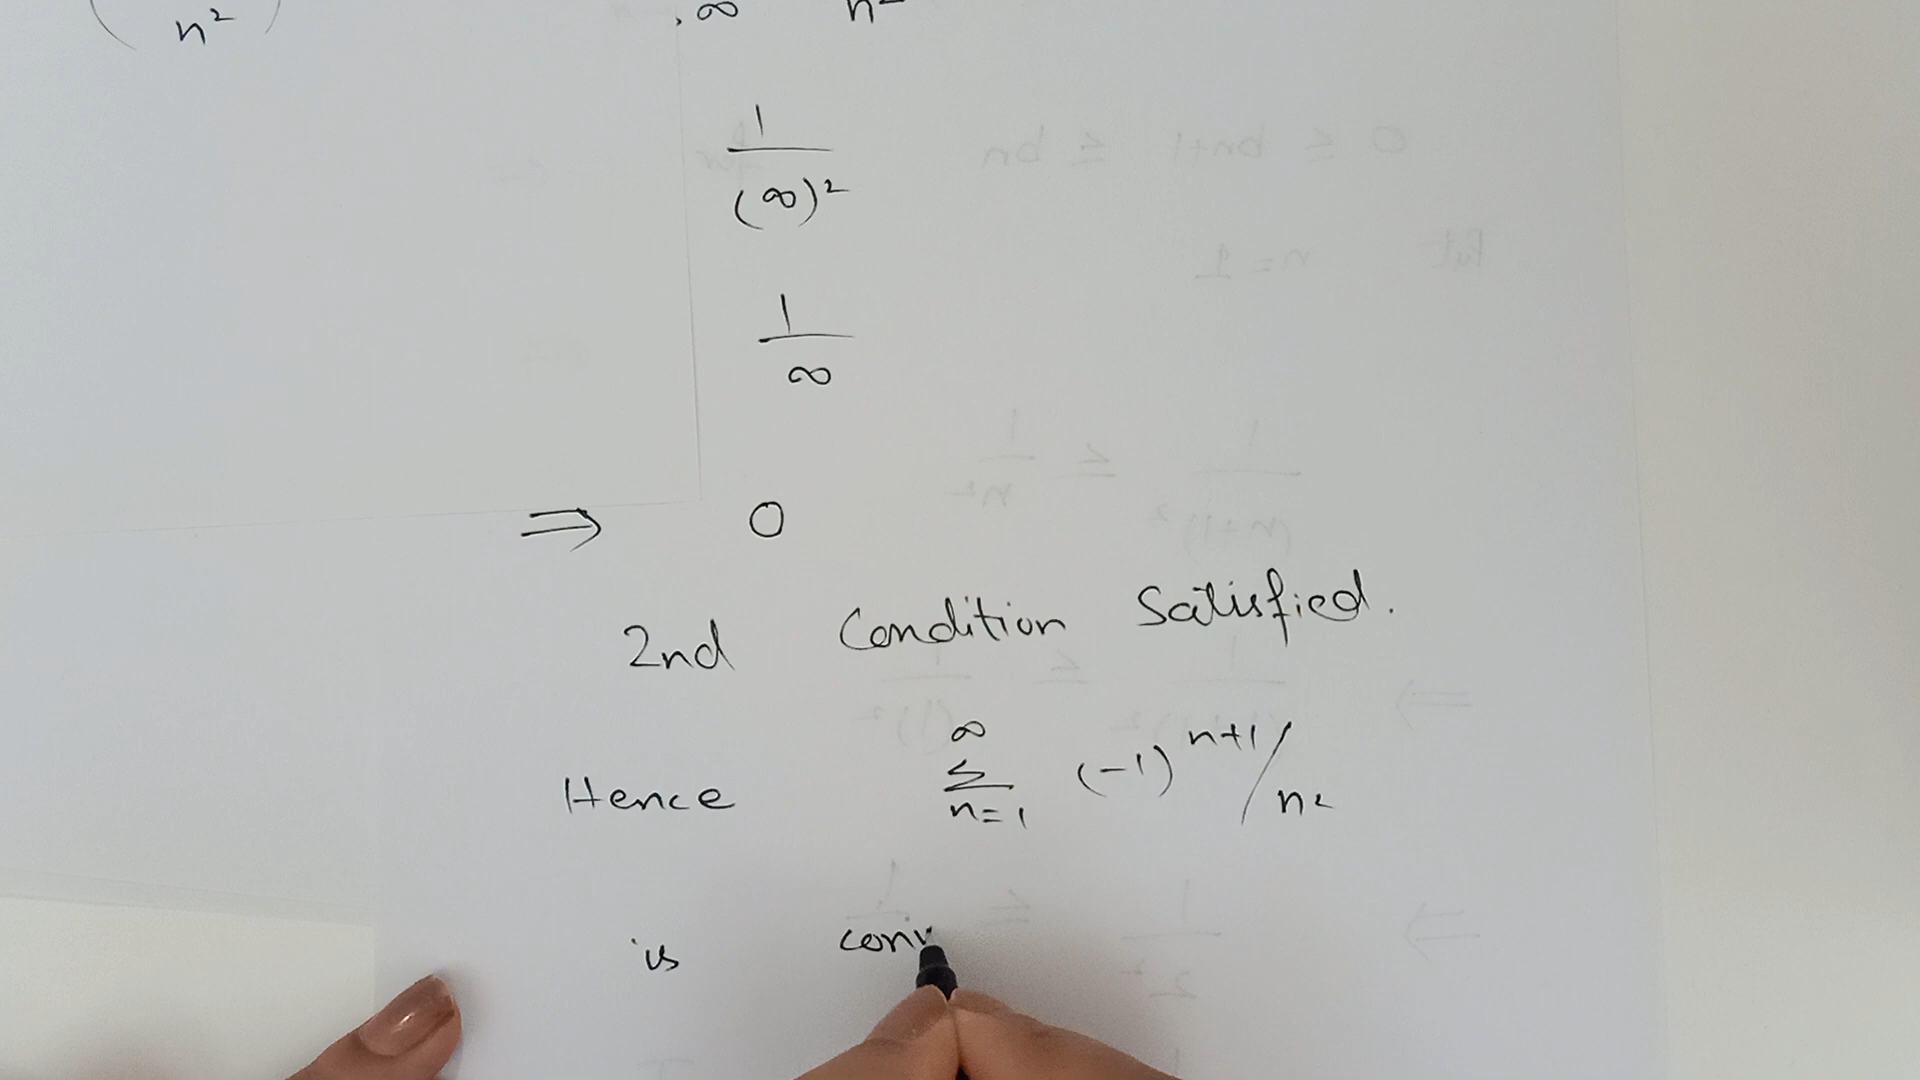 n²   ∞   n²
1
(∞)²
1
∞
⇒ 0
2nd Condition Satisfied.
Hence ∞ Σ n=1 (-1)ⁿ⁺¹/n²
is conv